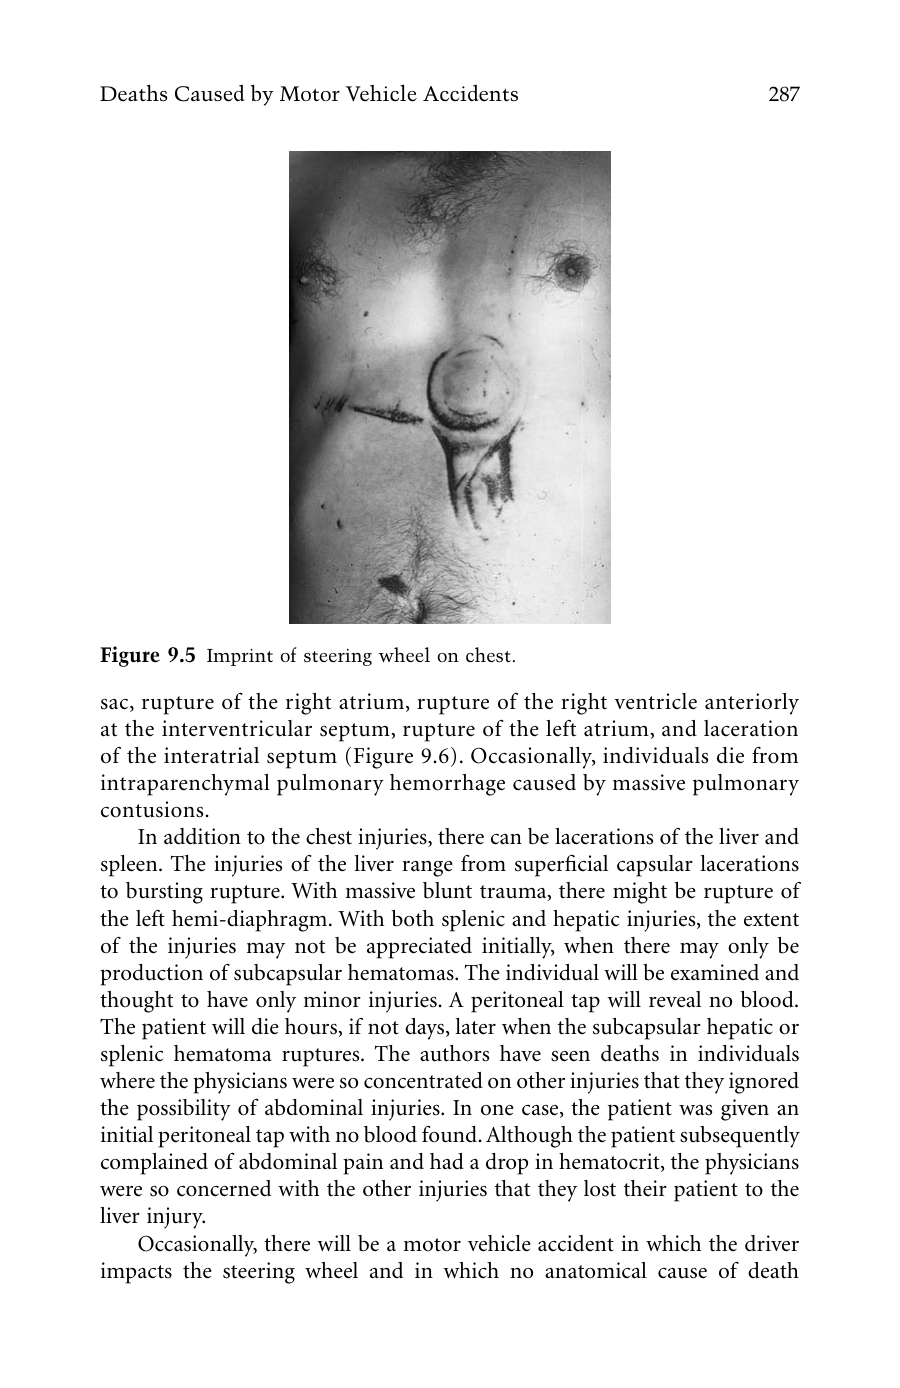 Deaths Caused by Motor Vehicle Accidents 287
Figure 9.5 Imprint of steering wheel on chest.
sac, rupture of the right atrium, rupture of the right ventricle anteriorly
at the interventricular septum, rupture of the left atrium, and laceration
of the interatrial septum (Figure 9.6). Occasionally, individuals die from
intraparenchymal pulmonary hemorrhage caused by massive pulmonary
contusions.
In addition to the chest injuries, there can be lacerations of the liver and
spleen. The injuries of the liver range from superficial capsular lacerations
to bursting rupture. With massive blunt trauma, there might be rupture of
the left hemi-diaphragm. With both splenic and hepatic injuries, the extent
of the injuries may not be appreciated initially, when there may only be
production of subcapsular hematomas. The individual will be examined and
thought to have only minor injuries. A peritoneal tap will reveal no blood.
The patient will die hours, if not days, later when the subcapsular hepatic or
splenic hematoma ruptures. The authors have seen deaths in individuals
where the physicians were so concentrated on other injuries that they ignored
the possibility of abdominal injuries. In one case, the patient was given an
initial peritoneal tap with no blood found. Although the patient subsequently
complained of abdominal pain and had a drop in hematocrit, the physicians
were so concerned with the other injuries that they lost their patient to the
liver injury.
Occasionally, there will be a motor vehicle accident in which the driver
impacts the steering wheel and in which no anatomical cause of death